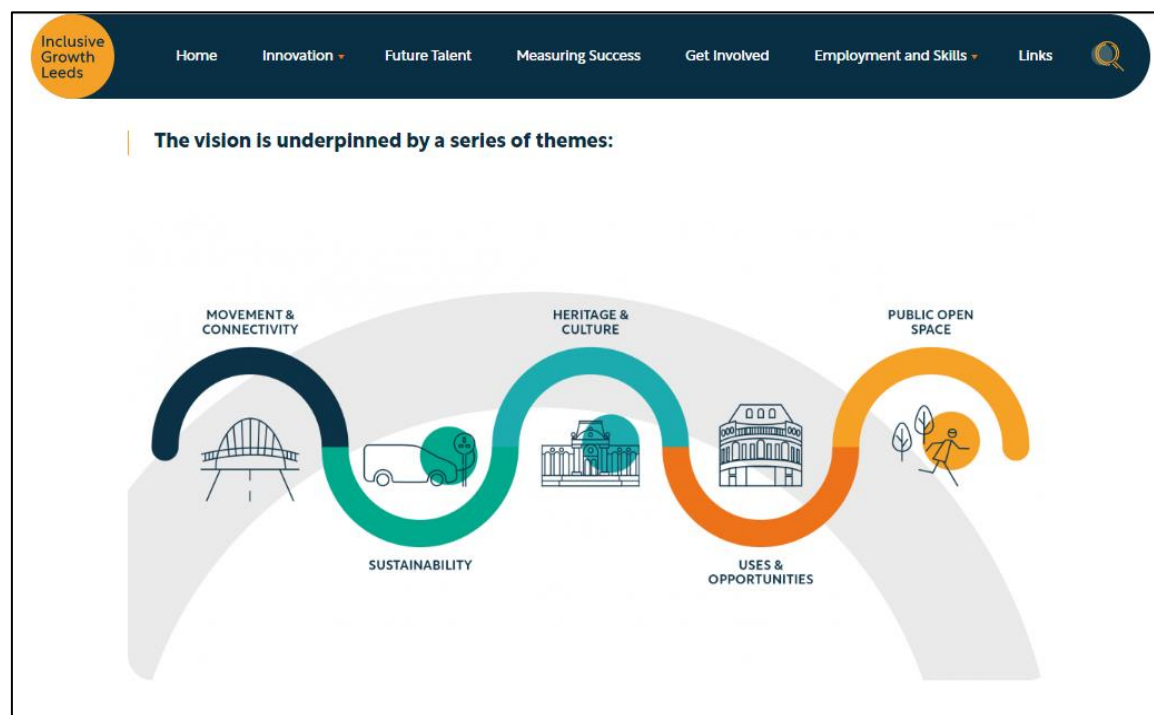 Inclusive
Growth
Leeds
Home Innovation Future Talent Measuring Success Get Involved Employment and Skills Links
The vision is underpinned by a series of themes:
MOVEMENT &
CONNECTIVITY
SUSTAINABILITY
HERITAGE &
CULTURE
USES &
OPPORTUNITIES
PUBLIC OPEN
SPACE